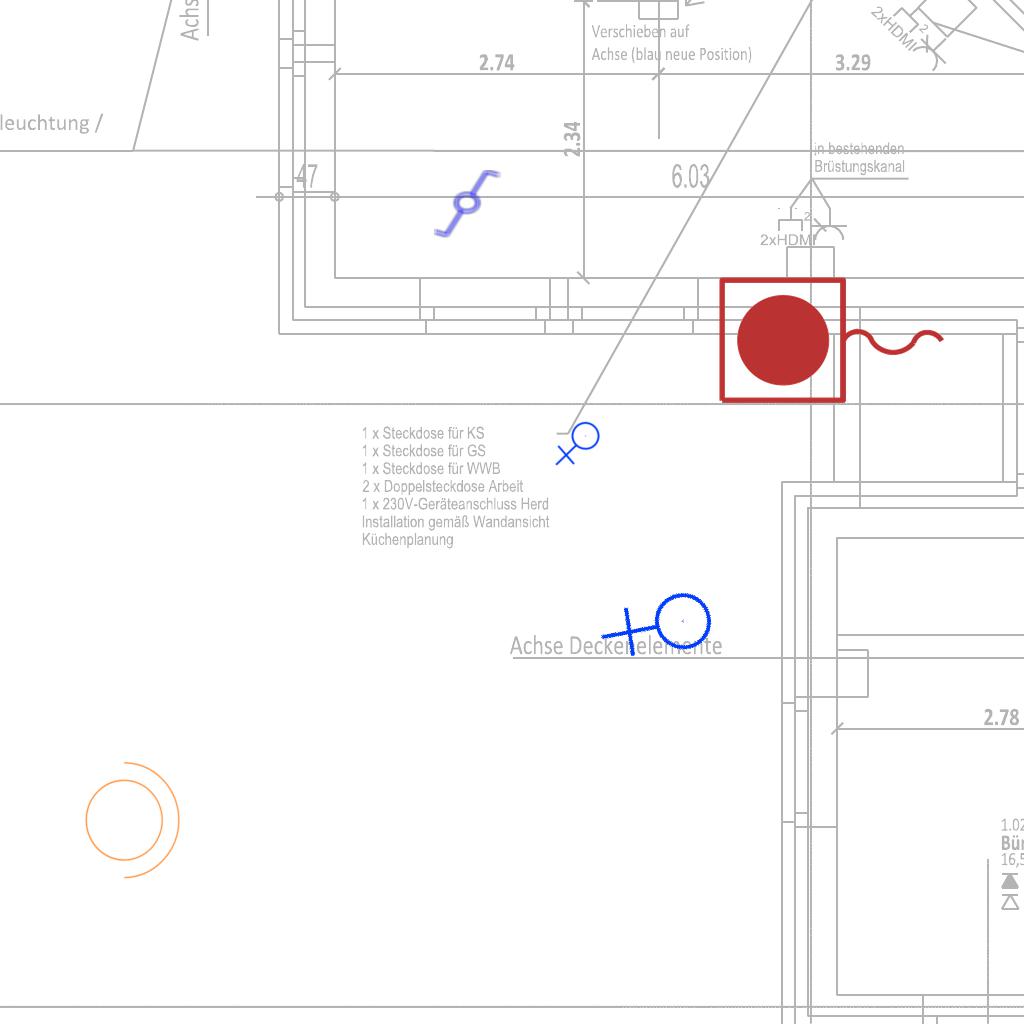 Achs
Verschieben auf
Achse (blau neue Position)
2xHDMI
2
2.74
3.29
leuchtung /
2.34
in bestehenden
Brüstungskanal
47
6.03
2
2xHDMI
1 x Steckdose für KS
1 x Steckdose für GS
1 x Steckdose für WWB
2 x Doppelsteckdose Arbeit
1 x 230V-Geräteanschluss Herd
Installation gemäß Wandansicht
Küchenplanung
Achse Deckenelemente
2.78
1.02
Bür
16,5